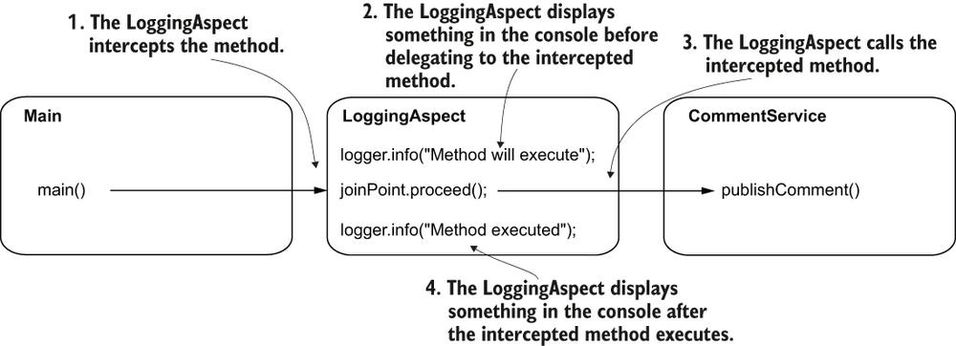 1. The LoggingAspect
intercepts the method.
2. The LoggingAspect displays
something in the console before
delegating to the intercepted
method.
3. The LoggingAspect calls the
intercepted method.
Main
main()
LoggingAspect
logger.info("Method will execute");
joinPoint.proceed();
logger.info("Method executed");
CommentService
publishComment()
4. The LoggingAspect displays
something in the console after
the intercepted method executes.